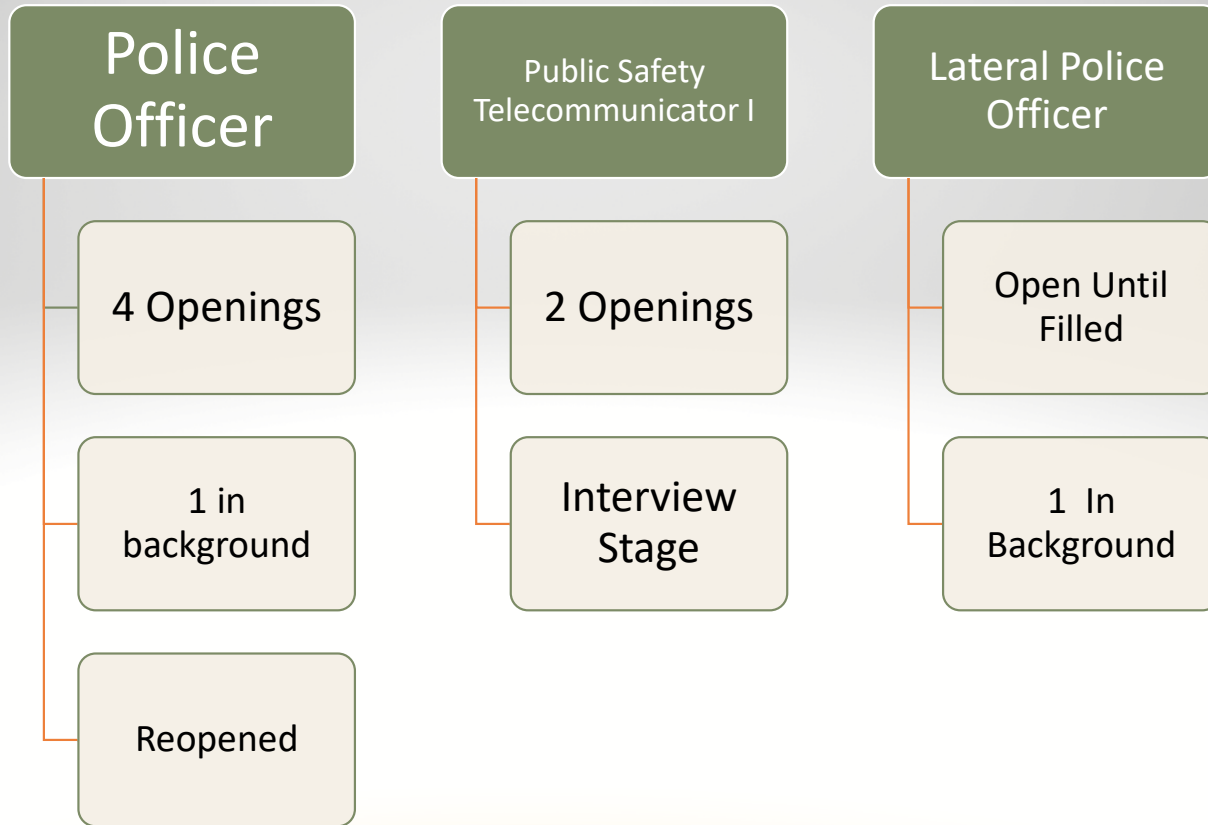 Police
Officer
4 Openings
1 in
background
Reopened
Public Safety
Telecommunicator I
2 Openings
Interview
Stage
Lateral Police
Officer
Open Until
Filled
1 In
Background